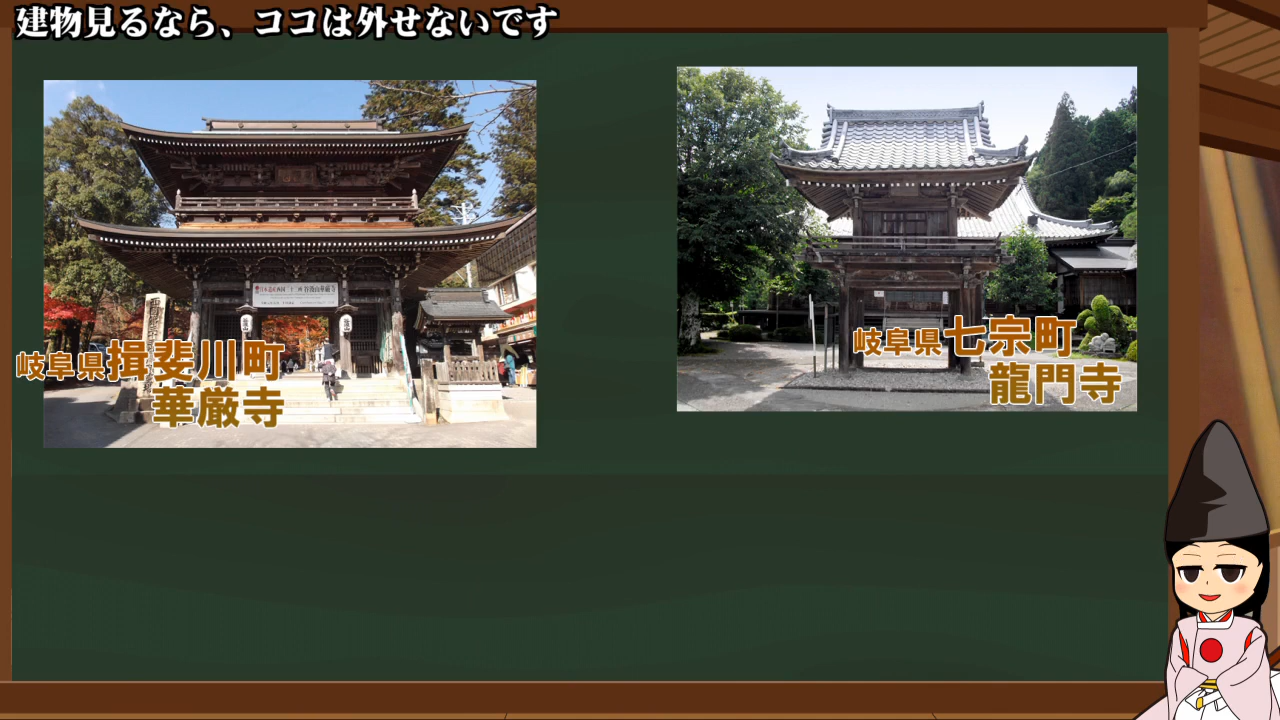 建物見るなら、ココは外せないです
岐阜県揖斐川町
華厳寺
岐阜県七宗町
龍門寺